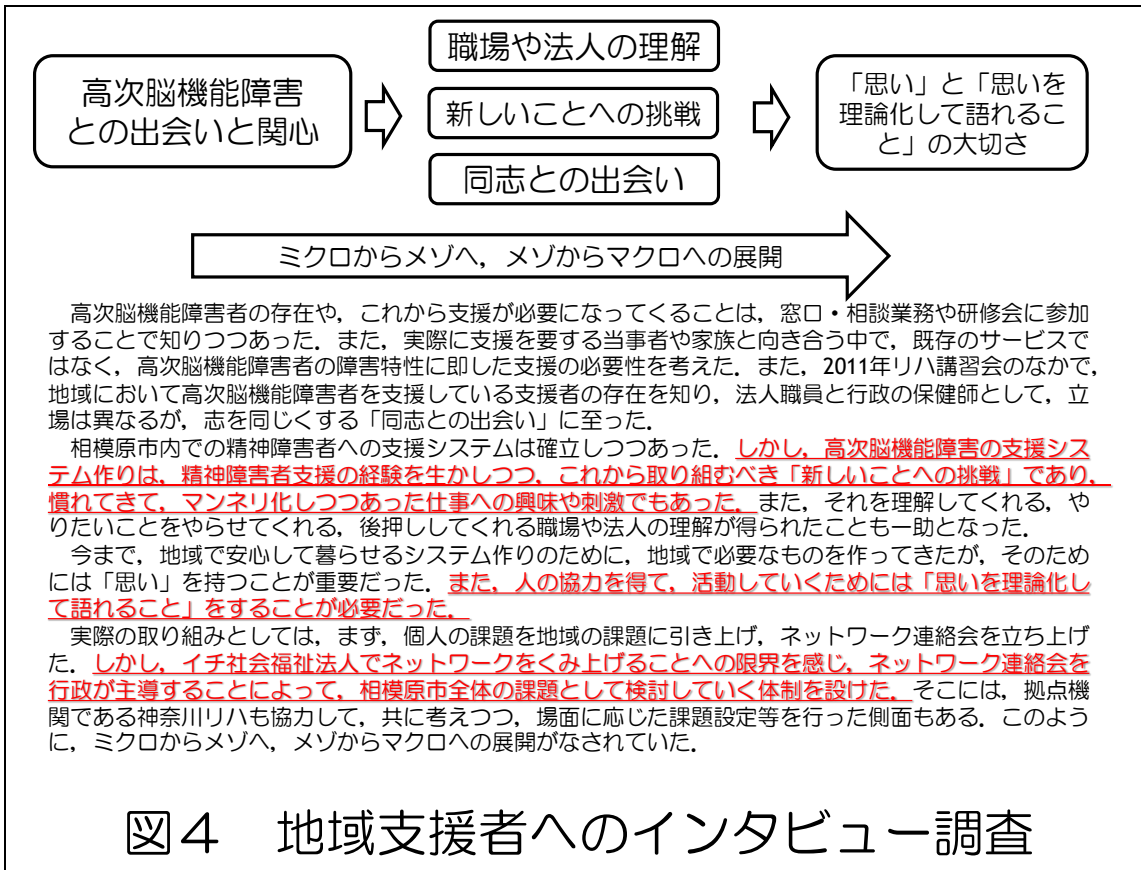 高次脳機能障害
との出会いと関心
職場や法人の理解
新しいことへの挑戦
同志との出会い
「思い」と「思いを
理論化して語れるこ
と」の大切さ
ミクロからメゾへ，メゾからマクロへの展開
高次脳機能障害者の存在や，これから支援が必要になってくることは，窓口・相談業務や研修会に参加
することで知りつつあった．また，実際に支援を要する当事者や家族と向き合う中で，既存のサービスで
はなく，高次脳機能障害者の障害特性に即した支援の必要性を考えた．また，2011年リハ講習会のなかで，
地域において高次脳機能障害者を支援している支援者の存在を知り，法人職員と行政の保健師として，立
場は異なるが，志を同じくする「同志との出会い」に至った．
相模原市内での精神障害者への支援システムは確立しつつあった．しかし，高次脳機能障害の支援シス
テム作りは，精神障害者支援の経験を生かしつつ，これから取り組むべき「新しいことへの挑戦」であり，
慣れてきて，マンネリ化しつつあった仕事への興味や刺激でもあった．また，それを理解してくれる，や
りたいことをやらせてくれる，後押ししてくれる職場や法人の理解が得られたことも一助となった．
今まで，地域で安心して暮らせるシステム作りのために，地域で必要なものを作ってきたが，そのため
には「思い」を持つことが重要だった．また，人の協力を得て，活動していくためには「思いを理論化し
て語れること」をすることが必要だった．
実際の取り組みとしては，まず，個人の課題を地域の課題に引き上げ，ネットワーク連絡会を立ち上げ
た．しかし，イチ社会福祉法人でネットワークをくみ上げることへの限界を感じ，ネットワーク連絡会を
行政が主導することによって，相模原市全体の課題として検討していく体制を設けた．そこには，拠点機
関である神奈川リハも協力して，共に考えつつ，場面に応じた課題設定等を行った側面もある．このよう
に，ミクロからメゾへ，メゾからマクロへの展開がなされていた．
図４　地域支援者へのインタビュー調査